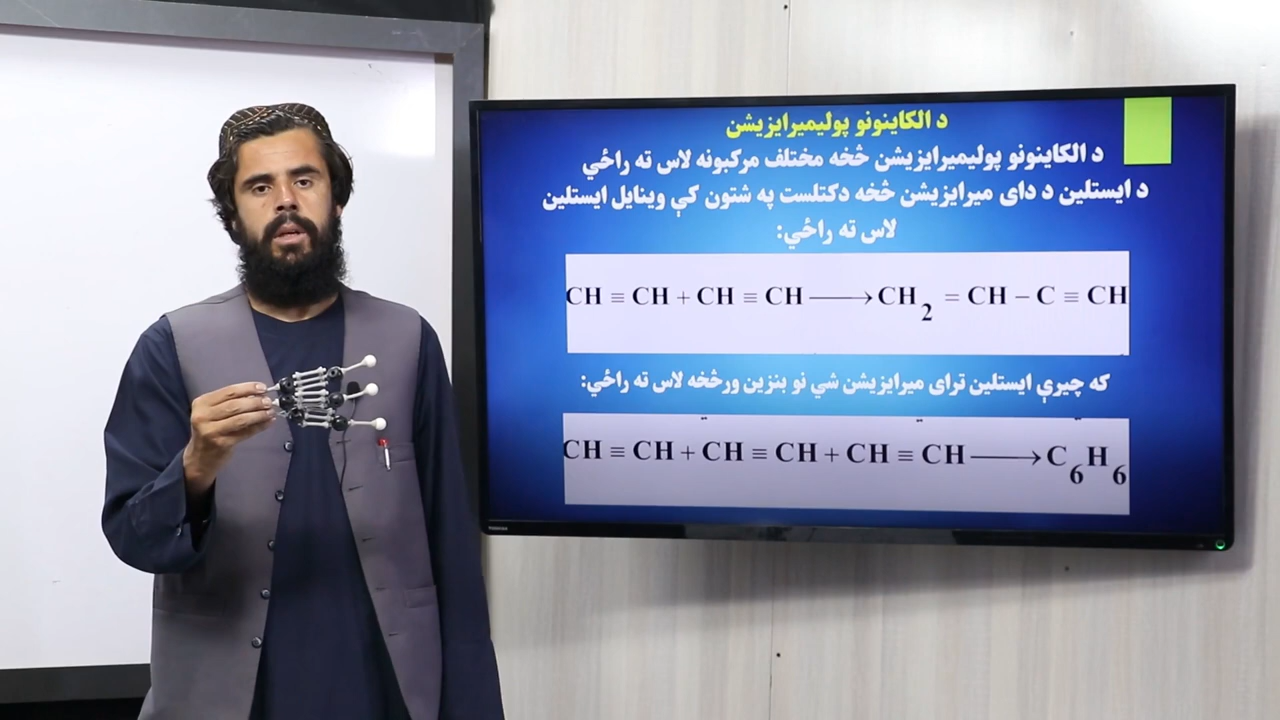 د الکاینونو پولیمیرایزیشن
د الکاینونو پولیمیرایزیشن څخه مختلف مرکبونه لاس ته راځي
د ایستلین د دای میرایزیشن څخه دکتلست په شتون کې وینایل ایستلین
لاس ته راځي:
CH ≡ CH + CH ≡ CH ⟶ CH₂ = CH − C ≡ CH
که چیرې ایستلین ترای میرایزیشن شي نو بنزین ورڅخه لاس ته راځي:
CH ≡ CH + CH ≡ CH + CH ≡ CH ⟶ C₆H₆
TOSHIBA